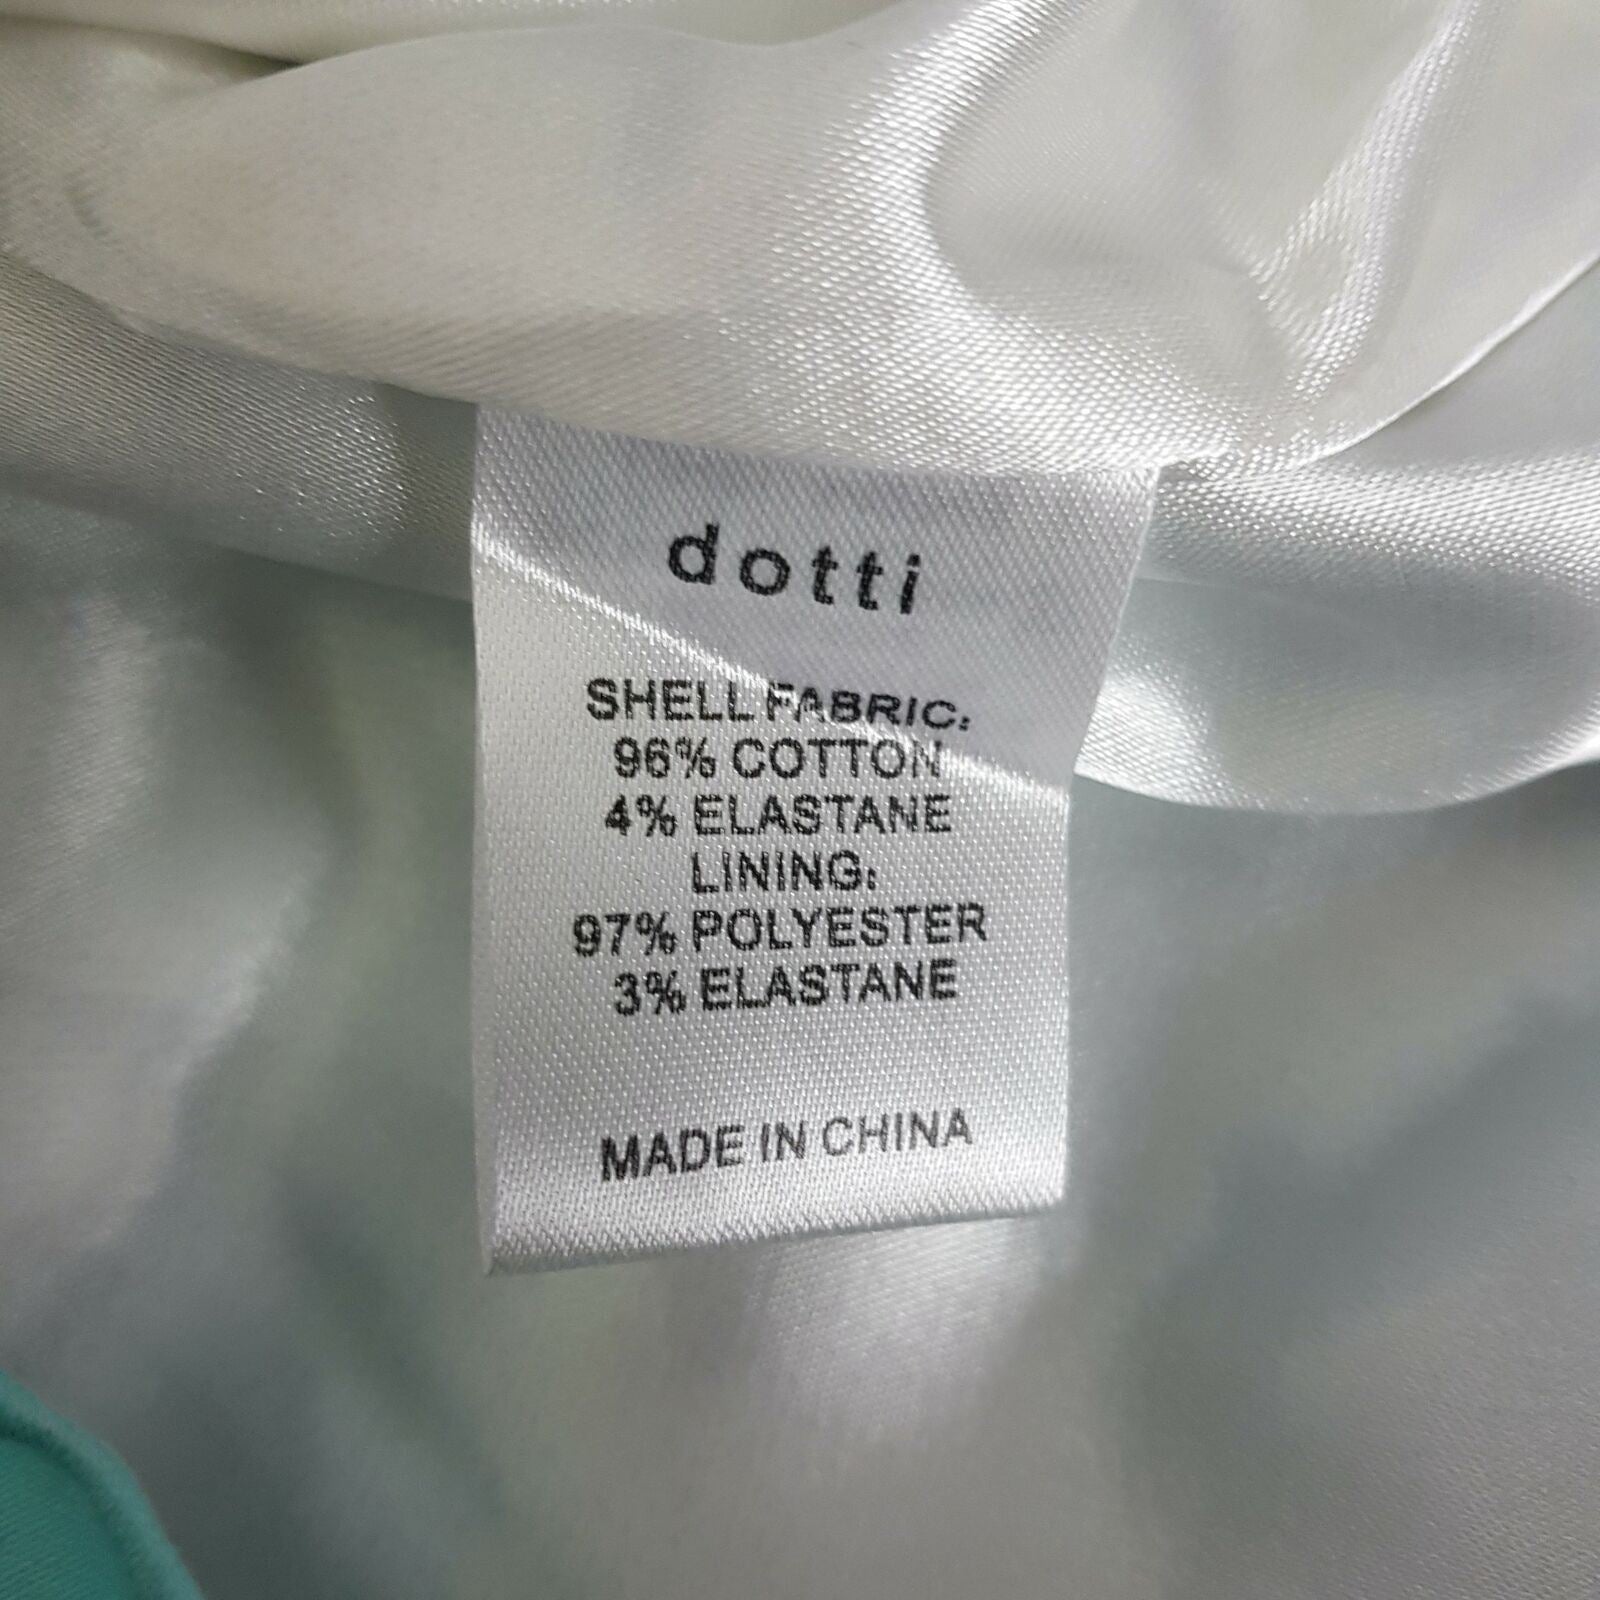 dotti
SHELL FABRIC:
96% COTTON
4% ELASTANE
LINING:
97% POLYESTER
3% ELASTANE
MADE IN CHINA